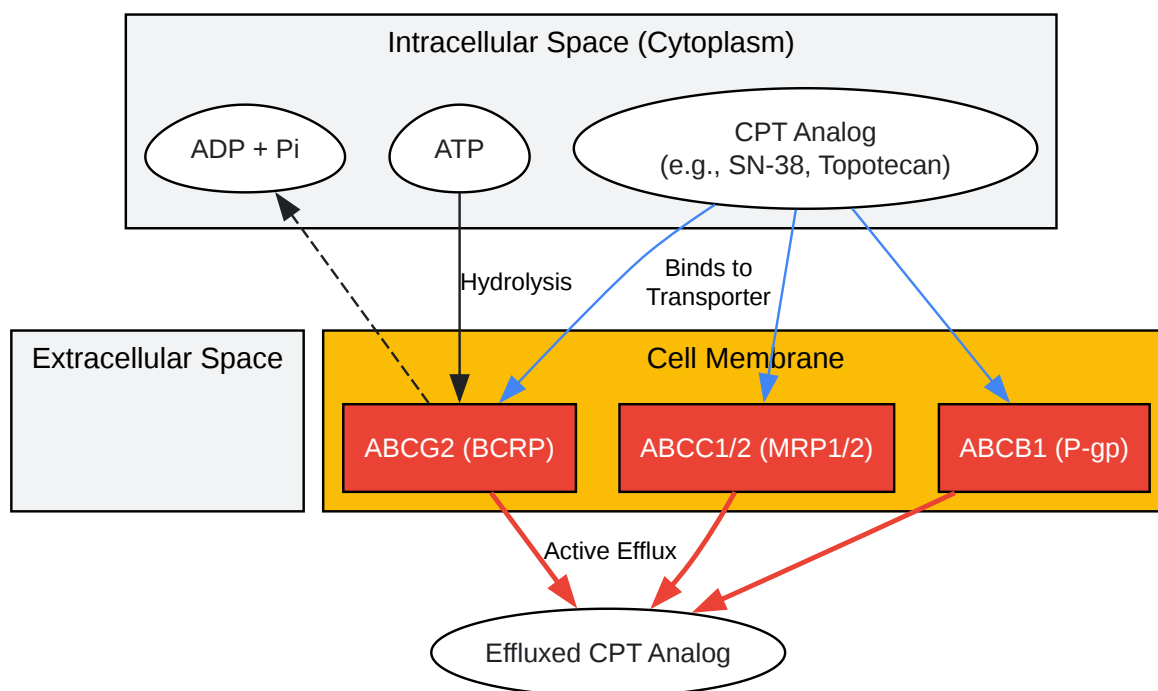 Intracellular Space (Cytoplasm)
ADP + Pi
ATP
CPT Analog
(e.g., SN-38, Topotecan)
Hydrolysis
Binds to
Transporter
Extracellular Space
Cell Membrane
ABCG2 (BCRP)
ABCC1/2 (MRP1/2)
ABCB1 (P-gp)
Active Efflux
Effluxed CPT Analog